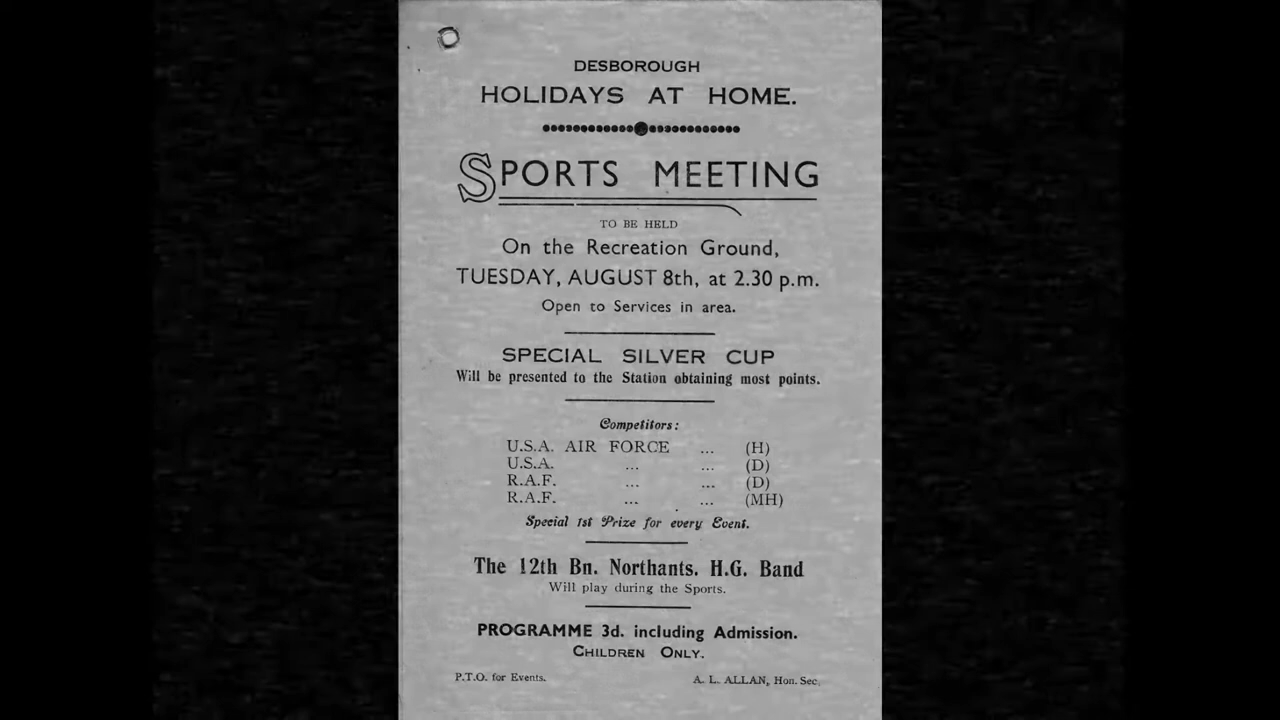 DESBOROUGH
HOLIDAYS AT HOME.
SPORTS MEETING
TO BE HELD
On the Recreation Ground,
TUESDAY, AUGUST 8th, at 2.30 p.m.
Open to Services in area.
SPECIAL SILVER CUP
Will be presented to the Station obtaining most points.
Competitors:
U.S.A. AIR FORCE ... (H)
U.S.A. ... ... (D)
R.A.F. ... ... (D)
R.A.F. ... ... (MH)
Special 1st Prize for every Event.
The 12th Bn. Northants. H.G. Band
Will play during the Sports.
PROGRAMME 3d. including Admission.
CHILDREN ONLY.
P.T.O. for Events. A. L. ALLAN, Hon. Sec.